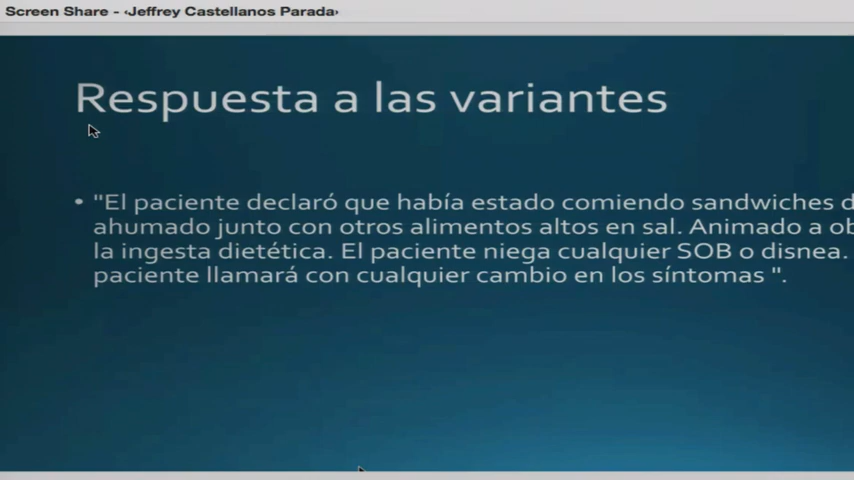 Screen Share - ‹Jeffrey Castellanos Parada›
Respuesta a las variantes
• "El paciente declaró que había estado comiendo sandwiches
ahumado junto con otros alimentos altos en sal. Animado a
la ingesta dietética. El paciente niega cualquier SOB o disnea.
paciente llamará con cualquier cambio en los síntomas ".